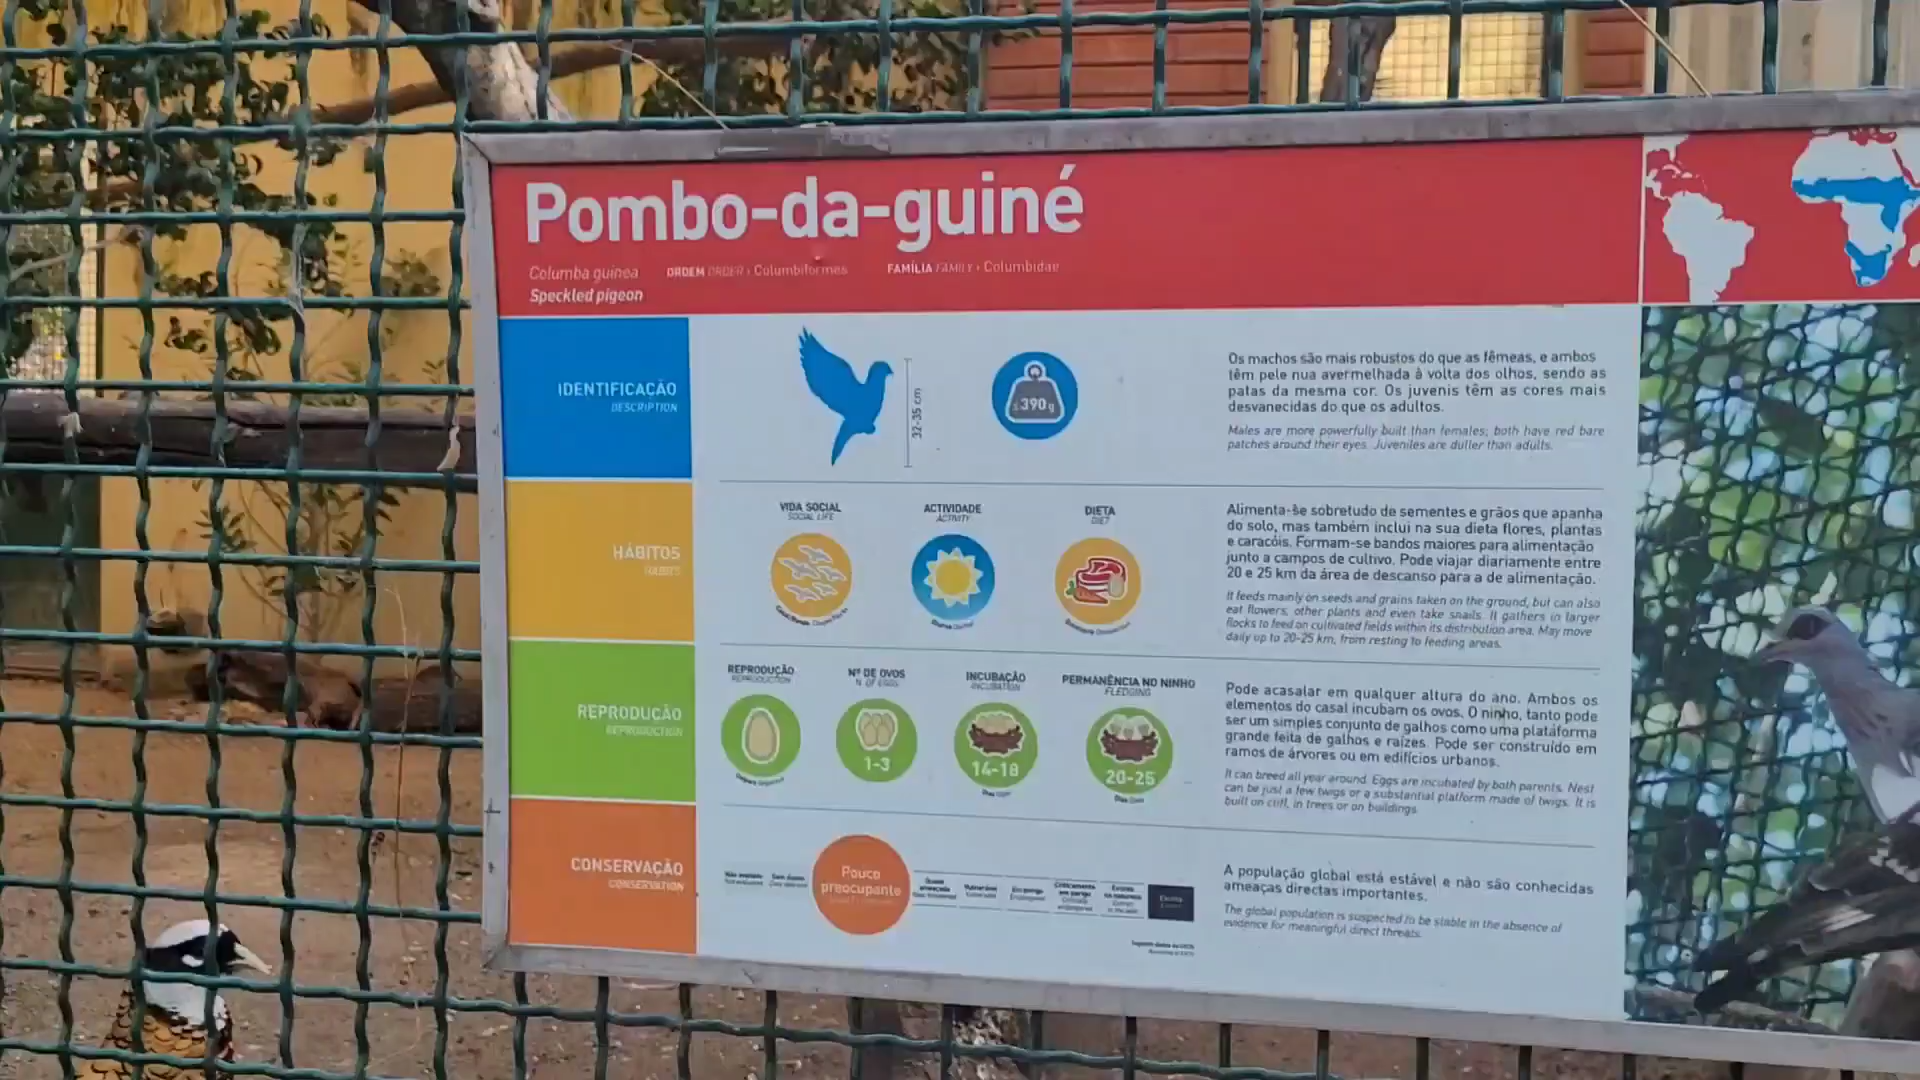 Pombo-da-guiné
Columba guinea ORDEM ORDER › Columbiformes FAMÍLIA FAMILY › Columbidae
Speckled pigeon
IDENTIFICAÇÃO
DESCRIPTION
32-35 cm
≤390g
Os machos são mais robustos do que as fêmeas, e ambos
têm pele nua avermelhada à volta dos olhos, sendo as
patas da mesma cor. Os juvenis têm as cores mais
desvanecidas do que os adultos.
Males are more powerfully built than females; both have red bare
patches around their eyes. Juveniles are duller than adults.
HÁBITOS
HABITS
VIDA SOCIAL
SOCIAL LIFE
ACTIVIDADE
ACTIVITY
DIETA
DIET
Alimenta-se sobretudo de sementes e grãos que apanha
do solo, mas também inclui na sua dieta flores, plantas
e caracóis. Formam-se bandos maiores para alimentação
junto a campos de cultivo. Pode viajar diariamente entre
20 e 25 km da área de descanso para a de alimentação.
It feeds mainly on seeds and grains taken on the ground, but can also
eat flowers, other plants and even take snails. It gathers in larger
flocks to feed on cultivated fields within its distribution area. May move
daily up to 20-25 km, from resting to feeding areas.
REPRODUÇÃO
REPRODUCTION
REPRODUÇÃO
REPRODUCTION
Nº DE OVOS
N. OF EGGS
1-3
INCUBAÇÃO
INCUBATION
14-18
Dias Days
PERMANÊNCIA NO NINHO
FLEDGING
20-25
Dias Days
Pode acasalar em qualquer altura do ano. Ambos os
elementos do casal incubam os ovos. O ninho, tanto pode
ser um simples conjunto de galhos como uma plataforma
grande feita de galhos e raízes. Pode ser construído em
ramos de árvores ou em edifícios urbanos.
It can breed all year around. Eggs are incubated by both parents. Nest
can be just a few twigs or a substantial platform made of twigs. It is
built on cliff, in trees or on buildings.
CONSERVAÇÃO
CONSERVATION
Pouco
preocupante
Vulnerável
A população global está estável e não são conhecidas
ameaças directas importantes.
The global population is suspected to be stable in the absence of
evidence for meaningful direct threats.